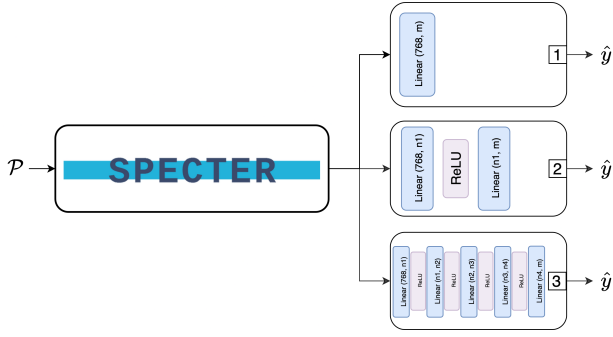 𝒫
SPECTER
Linear (768, m)
1
ŷ
Linear (768, n1)
ReLU
Linear (n1, m)
2
ŷ
Linear (768, n1)
ReLU
Linear (n1, n2)
ReLU
Linear (n2, n3)
ReLU
Linear (n3, n4)
ReLU
Linear (n4, m)
3
ŷ